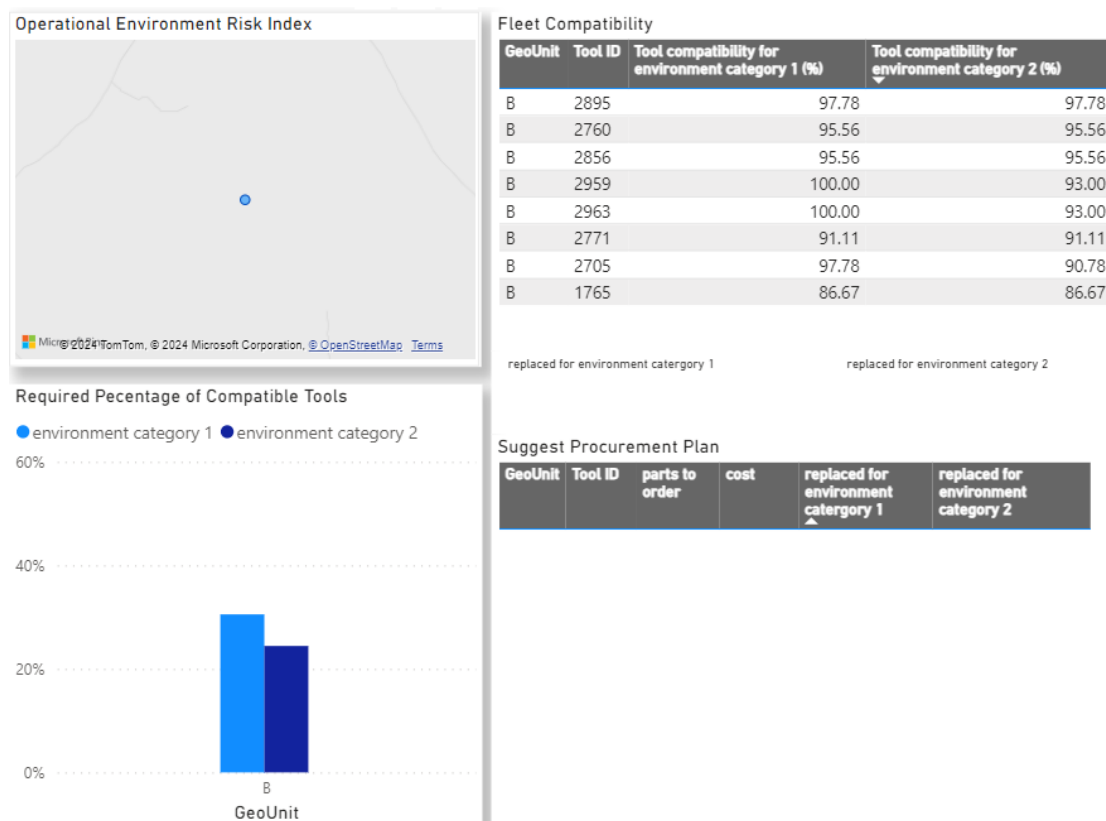 Operational Environment Risk Index
© 2024 TomTom, © 2024 Microsoft Corporation, © OpenStreetMap Terms
Required Pecentage of Compatible Tools
environment category 1 environment category 2
60%
40%
20%
0%
B
GeoUnit
Fleet Compatibility
GeoUnit Tool ID Tool compatibility for environment category 1 (%) Tool compatibility for environment category 2 (%)
B 2895 97.78 97.78
B 2760 95.56 95.56
B 2856 95.56 95.56
B 2959 100.00 93.00
B 2963 100.00 93.00
B 2771 91.11 91.11
B 2705 97.78 90.78
B 1765 86.67 86.67
replaced for environment catergory 1 replaced for environment category 2
Suggest Procurement Plan
GeoUnit Tool ID parts to order cost replaced for environment catergory 1 replaced for environment category 2